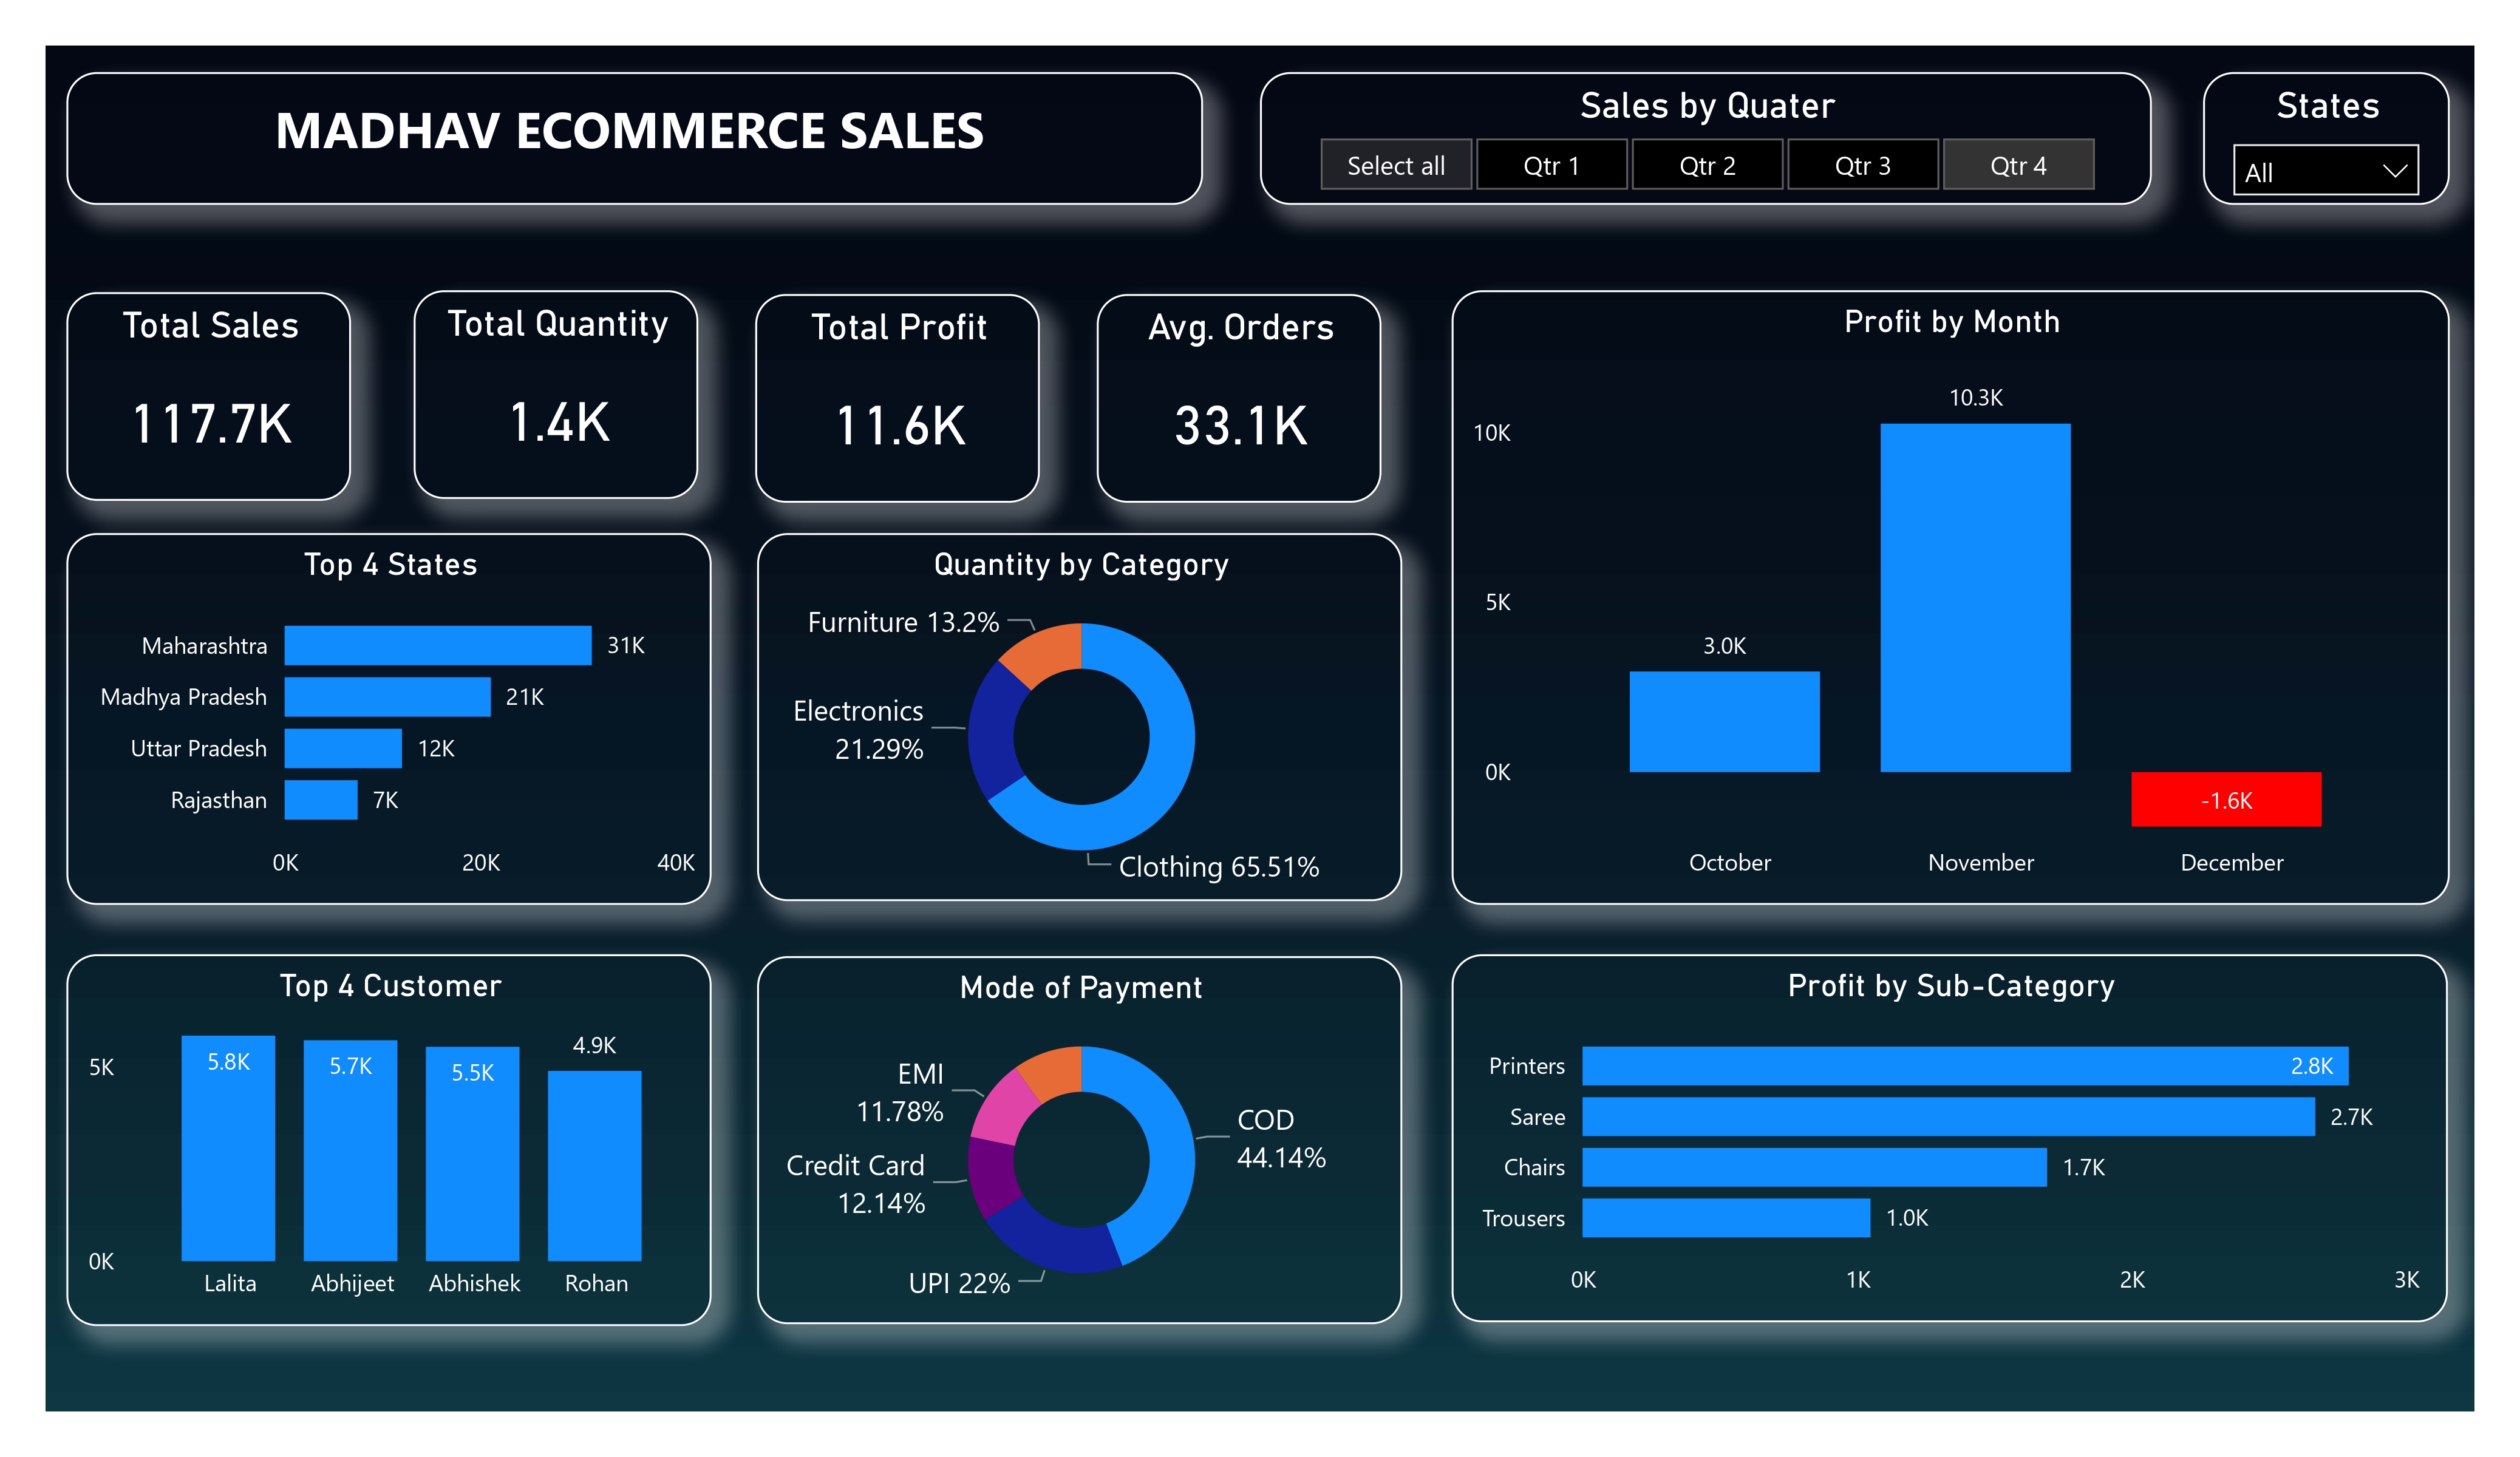 MADHAV ECOMMERCE SALES
Sales by Quater
Select all
Qtr 1
Qtr 2
Qtr 3
Qtr 4
States
All
Total Sales
117.7K
Total Quantity
1.4K
Total Profit
11.6K
Avg. Orders
33.1K
Profit by Month
10K
5K
0K
3.0K
10.3K
-1.6K
October
November
December
Top 4 States
Maharashtra
31K
Madhya Pradesh
21K
Uttar Pradesh
12K
Rajasthan
7K
0K
20K
40K
Quantity by Category
Furniture 13.2%
Electronics
21.29%
Clothing 65.51%
Top 4 Customer
5K
0K
5.8K
5.7K
5.5K
4.9K
Lalita
Abhijeet
Abhishek
Rohan
Mode of Payment
EMI
11.78%
COD
44.14%
Credit Card
12.14%
UPI 22%
Profit by Sub-Category
Printers
2.8K
Saree
2.7K
Chairs
1.7K
Trousers
1.0K
0K
1K
2K
3K